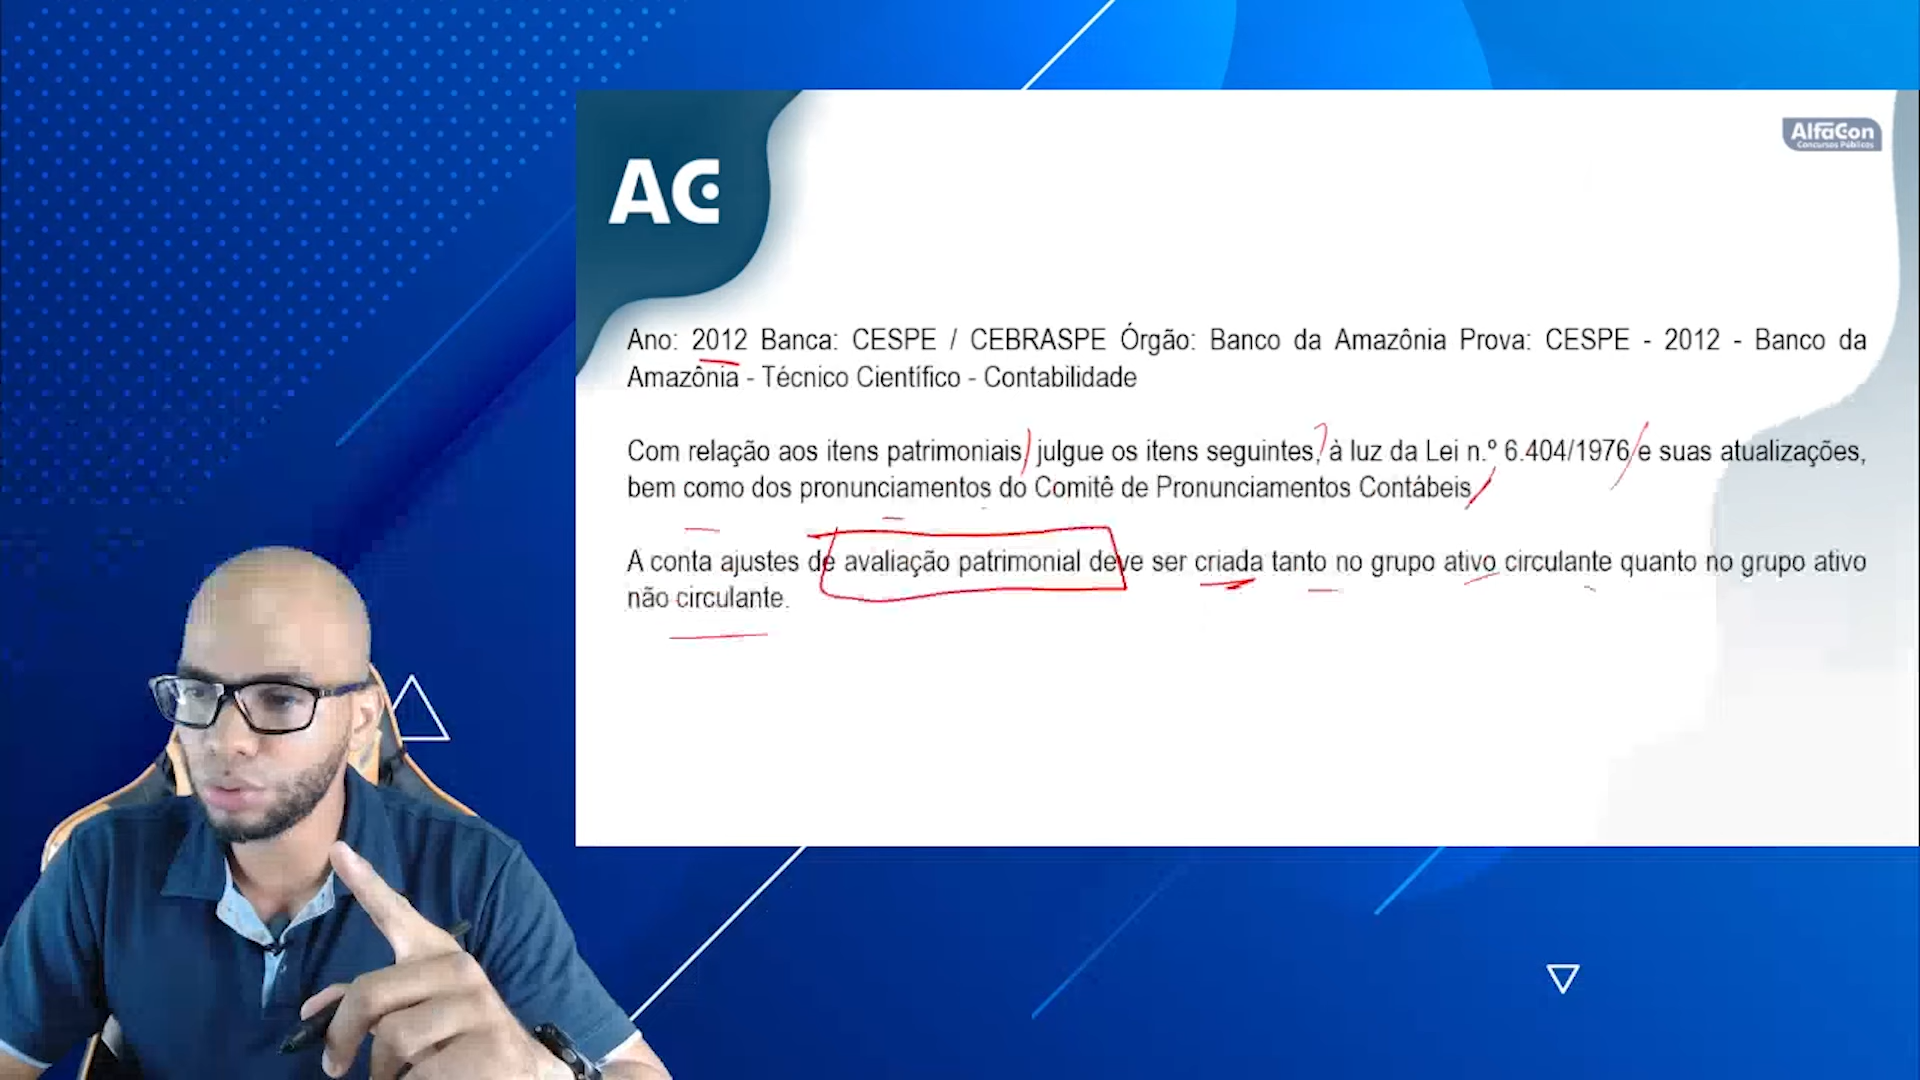 AlfaCon
Concursos Públicos
AC
Ano: 2012 Banca: CESPE / CEBRASPE Órgão: Banco da Amazônia Prova: CESPE - 2012 - Banco da
Amazônia - Técnico Científico - Contabilidade
Com relação aos itens patrimoniais, julgue os itens seguintes, à luz da Lei n.º 6.404/1976 e suas atualizações,
bem como dos pronunciamentos do Comitê de Pronunciamentos Contábeis.
A conta ajustes de avaliação patrimonial deve ser criada tanto no grupo ativo circulante quanto no grupo ativo
não circulante.